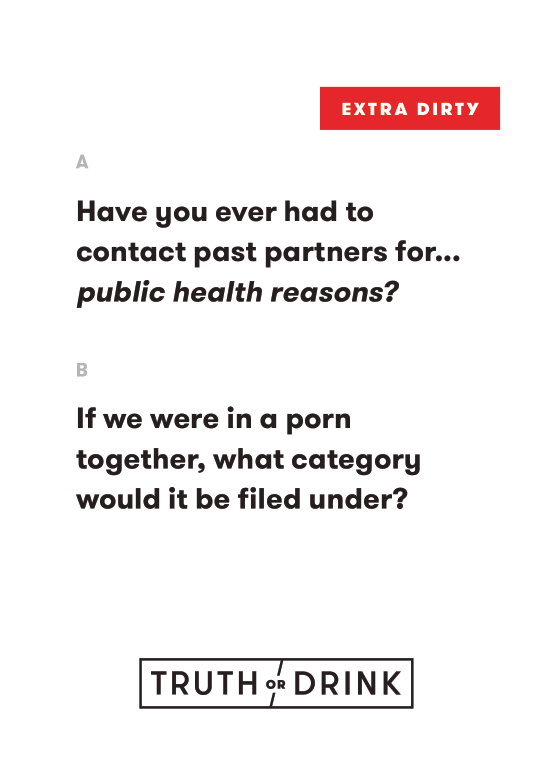 EXTRA DIRTY
A
Have you ever had to
contact past partners for...
public health reasons?
B
If we were in a porn
together, what category
would it be filed under?
TRUTH OR DRINK